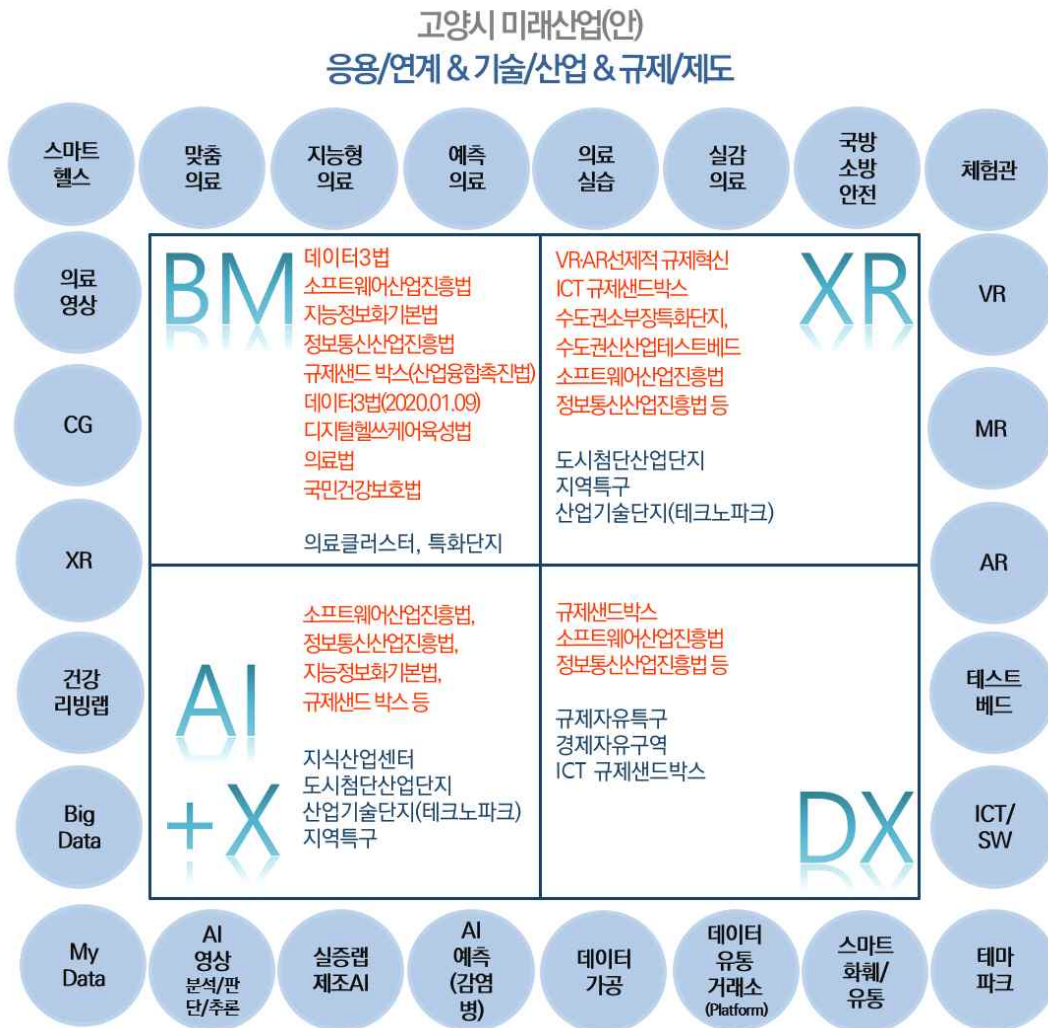 고양시 미래산업(안)
응용/연계 & 기술/산업 & 규제/제도
스마트
헬스
맞춤
의료
지능형
의료
예측
의료
의료
실습
실감
의료
국방
소방
안전
체험관
의료
영상
CG
XR
건강
리빙랩
Big
Data
BM
데이터3법
소프트웨어산업진흥법
지능정보화기본법
정보통신산업진흥법
규제샌드 박스(산업융합촉진법)
데이터3법(2020.01.09)
디지털헬쓰케어육성법
의료법
국민건강보호법
의료클러스터, 특화단지
VR·AR선제적 규제혁신
ICT 규제샌드박스
수도권소부장특화단지,
수도권신산업테스트베드
소프트웨어산업진흥법
정보통신산업진흥법 등
도시첨단산업단지
지역특구
산업기술단지(테크노파크)
XR
AI
+X
소프트웨어산업진흥법,
정보통신산업진흥법,
지능정보화기본법,
규제샌드 박스 등
지식산업센터
도시첨단산업단지
산업기술단지(테크노파크)
지역특구
규제샌드박스
소프트웨어산업진흥법
정보통신산업진흥법 등
규제자유특구
경제자유구역
ICT 규제샌드박스
DX
VR
MR
AR
테스트
베드
ICT/
SW
My
Data
AI
영상
분석/판
단/추론
실증랩
제조AI
AI
예측
(감염
병)
데이터
가공
데이터
유통
거래소
(Platform)
스마트
화훼/
유통
테마
파크